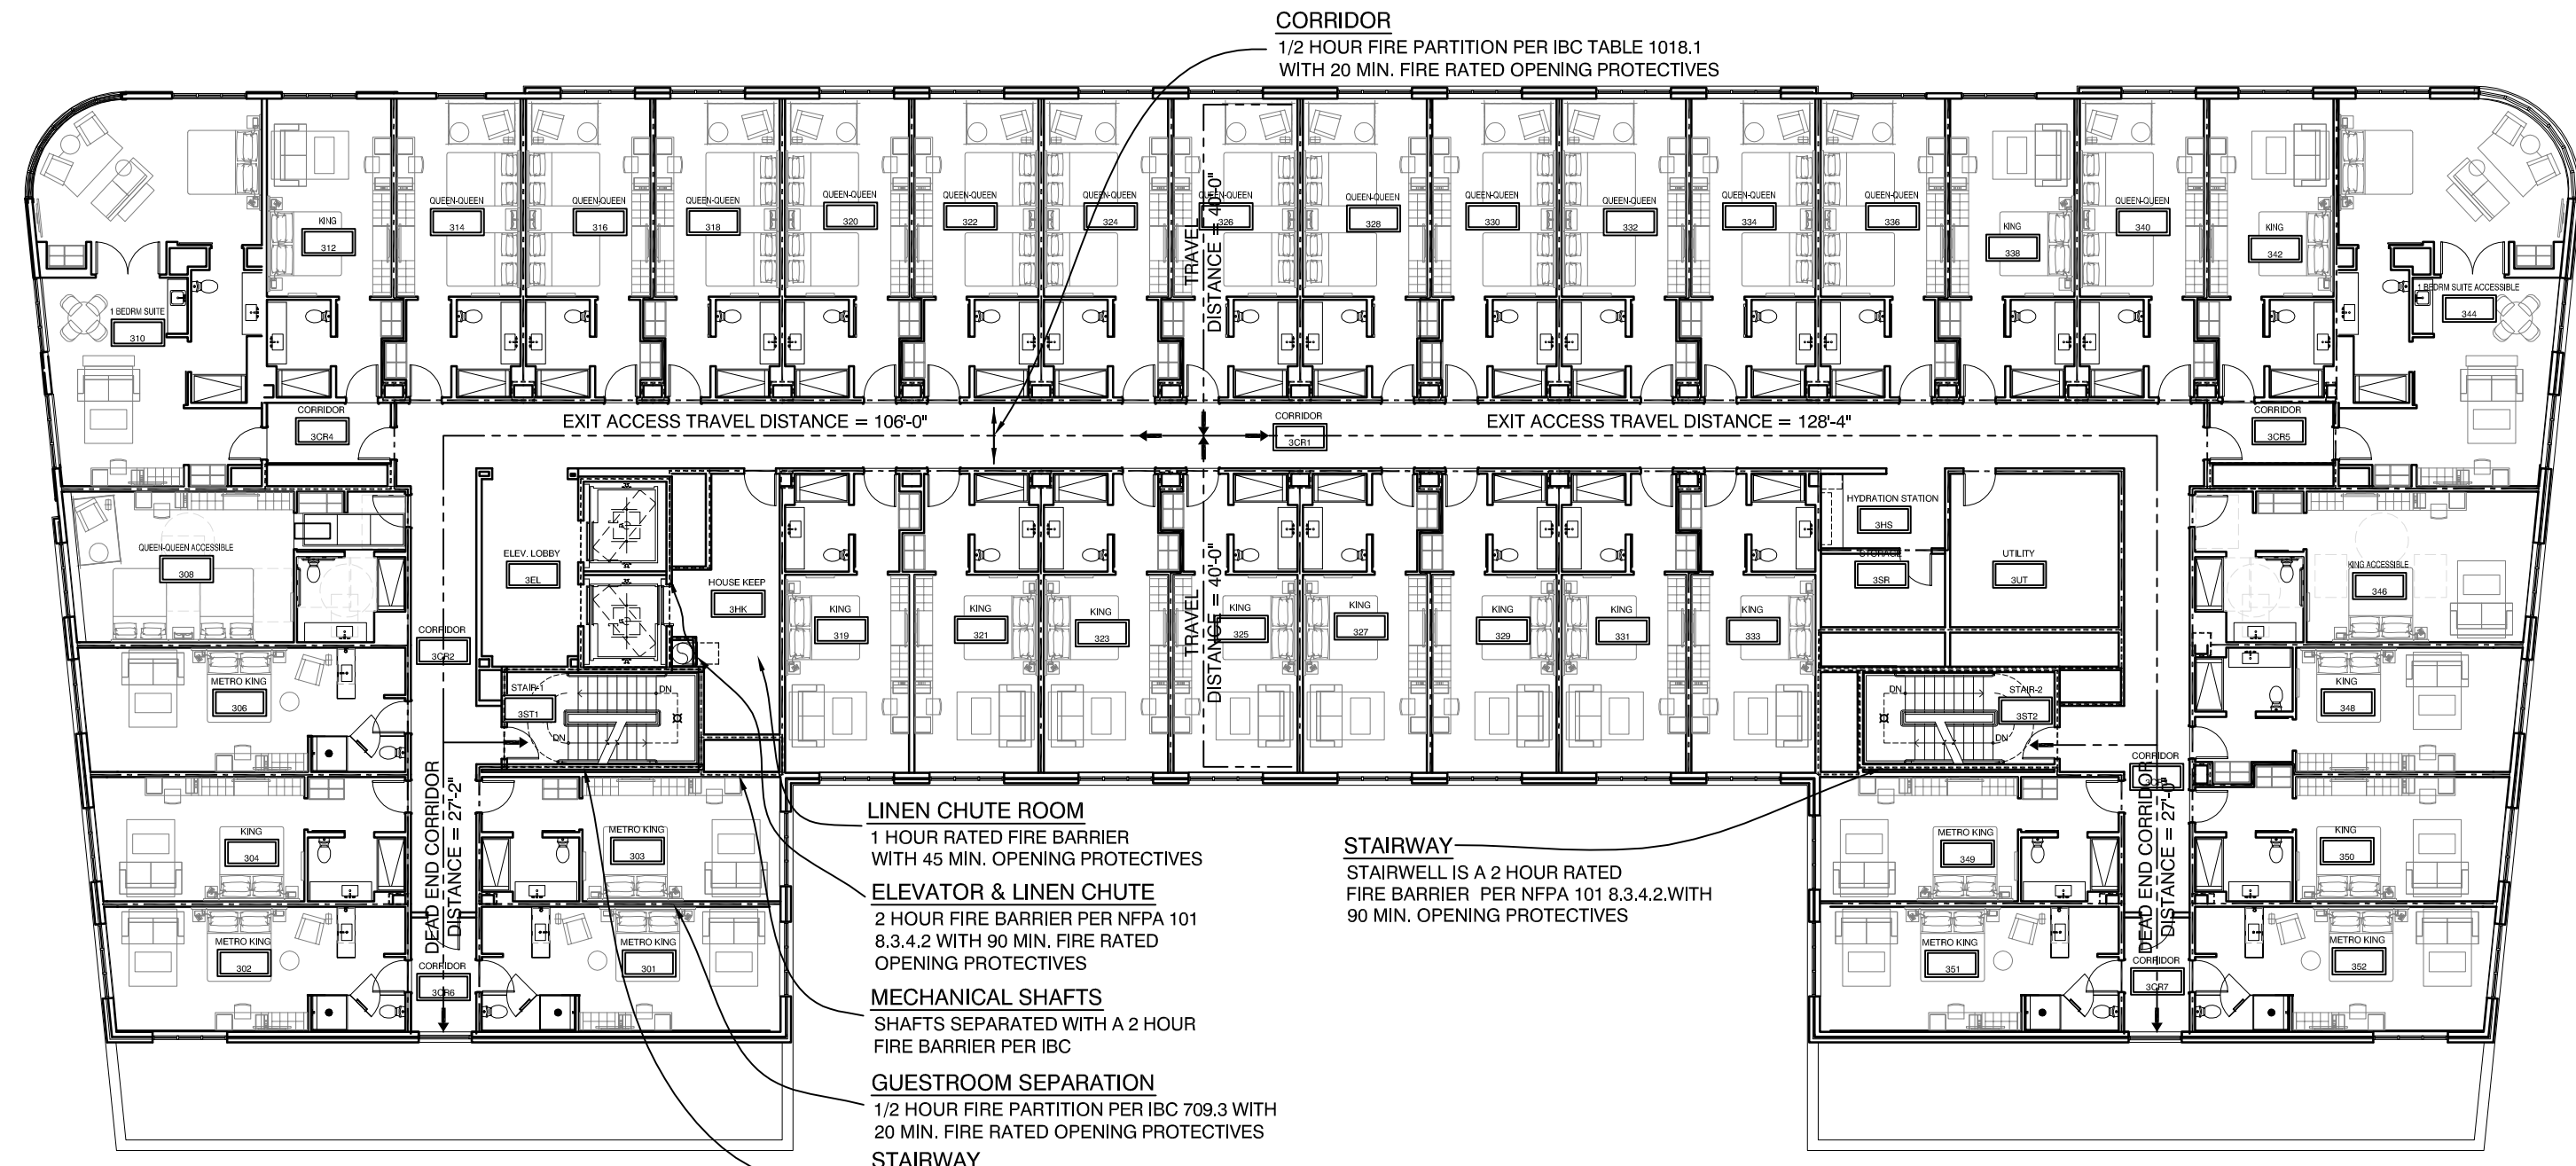 CORRIDOR
1/2 HOUR FIRE PARTITION PER IBC TABLE 1018.1
WITH 20 MIN. FIRE RATED OPENING PROTECTIVES
1 BEDRM SUITE
310
KING
312
QUEEN-QUEEN
314
QUEEN-QUEEN
316
QUEEN-QUEEN
318
QUEEN-QUEEN
320
QUEEN-QUEEN
322
QUEEN-QUEEN
324
QUEEN-QUEEN
326
QUEEN-QUEEN
328
QUEEN-QUEEN
330
QUEEN-QUEEN
332
QUEEN-QUEEN
334
QUEEN-QUEEN
336
KING
338
QUEEN-QUEEN
340
KING
342
1 BEDRM SUITE ACCESSIBLE
344
TRAVEL
DISTANCE = 40'-0"
CORRIDOR
3CR4
EXIT ACCESS TRAVEL DISTANCE = 106'-0"
CORRIDOR
3CR1
EXIT ACCESS TRAVEL DISTANCE = 128'-4"
CORRIDOR
3CR5
QUEEN-QUEEN ACCESSIBLE
308
ELEV. LOBBY
3EL
HOUSE KEEP
3HK
KING
319
KING
321
KING
323
TRAVEL
DISTANCE = 40'-0"
KING
325
KING
327
KING
329
KING
331
KING
333
HYDRATION STATION
3HS
STORAGE
3SR
UTILITY
3UT
KING ACCESSIBLE
346
CORRIDOR
3CR2
METRO KING
306
STAIR-1
3ST1
DN
DN
STAIR-2
3ST2
DN
DN
KING
348
CORRIDOR
DEAD END CORRIDOR
DISTANCE = 27'-2"
DEAD END CORRIDOR
DISTANCE = 27'-0"
KING
304
METRO KING
303
METRO KING
349
KING
350
METRO KING
302
METRO KING
301
METRO KING
351
METRO KING
352
CORRIDOR
3CR6
CORRIDOR
3CR7
LINEN CHUTE ROOM
1 HOUR RATED FIRE BARRIER
WITH 45 MIN. OPENING PROTECTIVES
ELEVATOR & LINEN CHUTE
2 HOUR FIRE BARRIER PER NFPA 101
8.3.4.2 WITH 90 MIN. FIRE RATED
OPENING PROTECTIVES
MECHANICAL SHAFTS
SHAFTS SEPARATED WITH A 2 HOUR
FIRE BARRIER PER IBC
GUESTROOM SEPARATION
1/2 HOUR FIRE PARTITION PER IBC 709.3 WITH
20 MIN. FIRE RATED OPENING PROTECTIVES
STAIRWAY
STAIRWAY
STAIRWELL IS A 2 HOUR RATED
FIRE BARRIER PER NFPA 101 8.3.4.2.WITH
90 MIN. OPENING PROTECTIVES